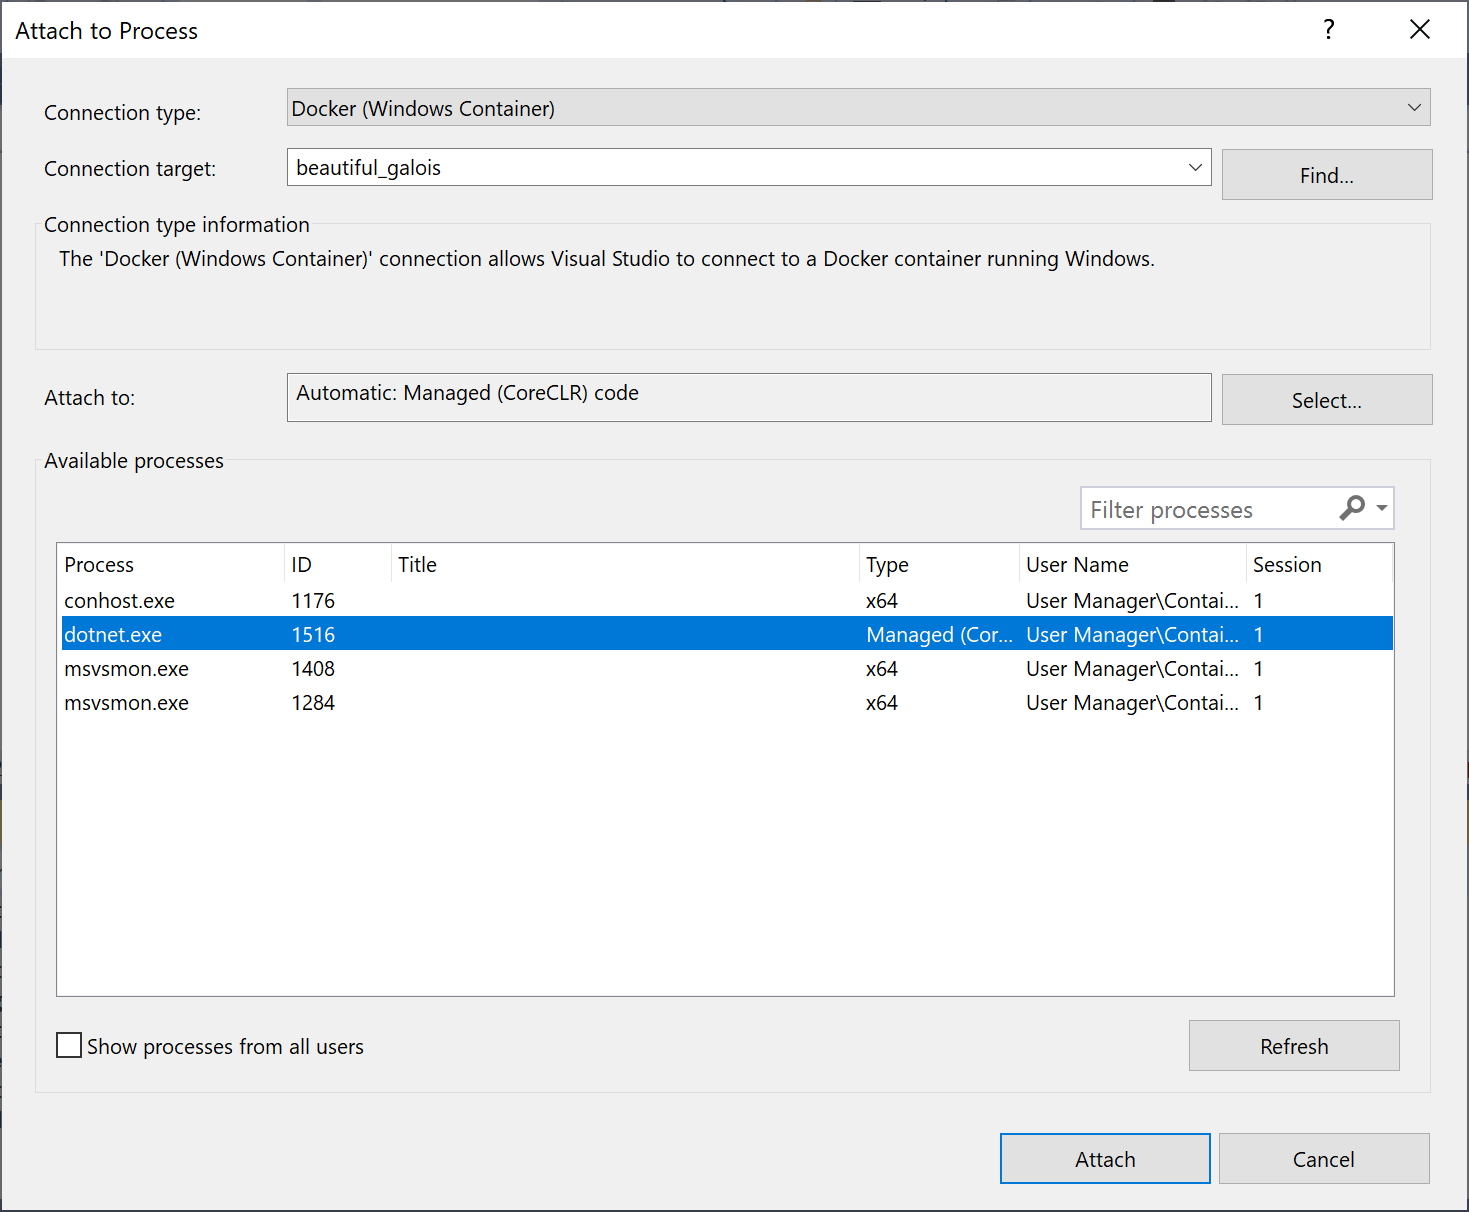 Attach to Process ?
Connection type: Docker (Windows Container)
Connection target: beautiful_galois Find...
Connection type information
The 'Docker (Windows Container)' connection allows Visual Studio to connect to a Docker container running Windows.
Attach to: Automatic: Managed (CoreCLR) code Select...
Available processes
Filter processes
Process ID Title Type User Name Session
conhost.exe 1176 x64 User Manager\Contai... 1
dotnet.exe 1516 Managed (Cor... User Manager\Contai... 1
msvsmon.exe 1408 x64 User Manager\Contai... 1
msvsmon.exe 1284 x64 User Manager\Contai... 1
Show processes from all users Refresh
Attach Cancel